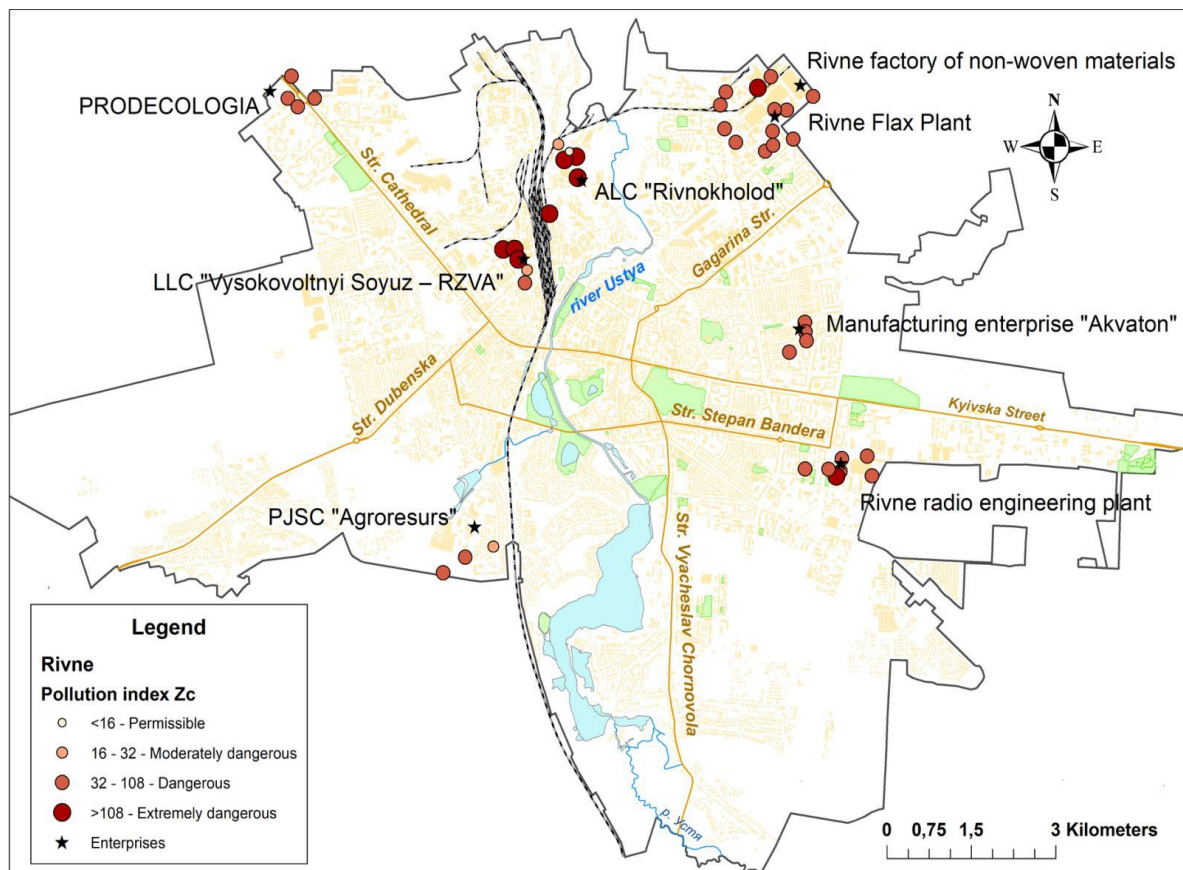 Rivne factory of non-woven materials
PRODECOLOGIA
Rivne Flax Plant
N
W
E
S
Str. Cathedral
ALC "Rivnokholod"
Gagarina Str.
LLC "Vysokovoltnyi Soyuz – RZVA"
river Ustya
Manufacturing enterprise "Akvaton"
Str. Dubenska
Kyivska Street
Str. Stepan Bandera
Rivne radio engineering plant
PJSC "Agroresurs"
Str. Vyacheslav Chornovola
Legend
Rivne
Pollution index Zc
<16 - Permissible
16 - 32 - Moderately dangerous
32 - 108 - Dangerous
>108 - Extremely dangerous
Enterprises
р. Устя
0 0,75 1,5 3 Kilometers